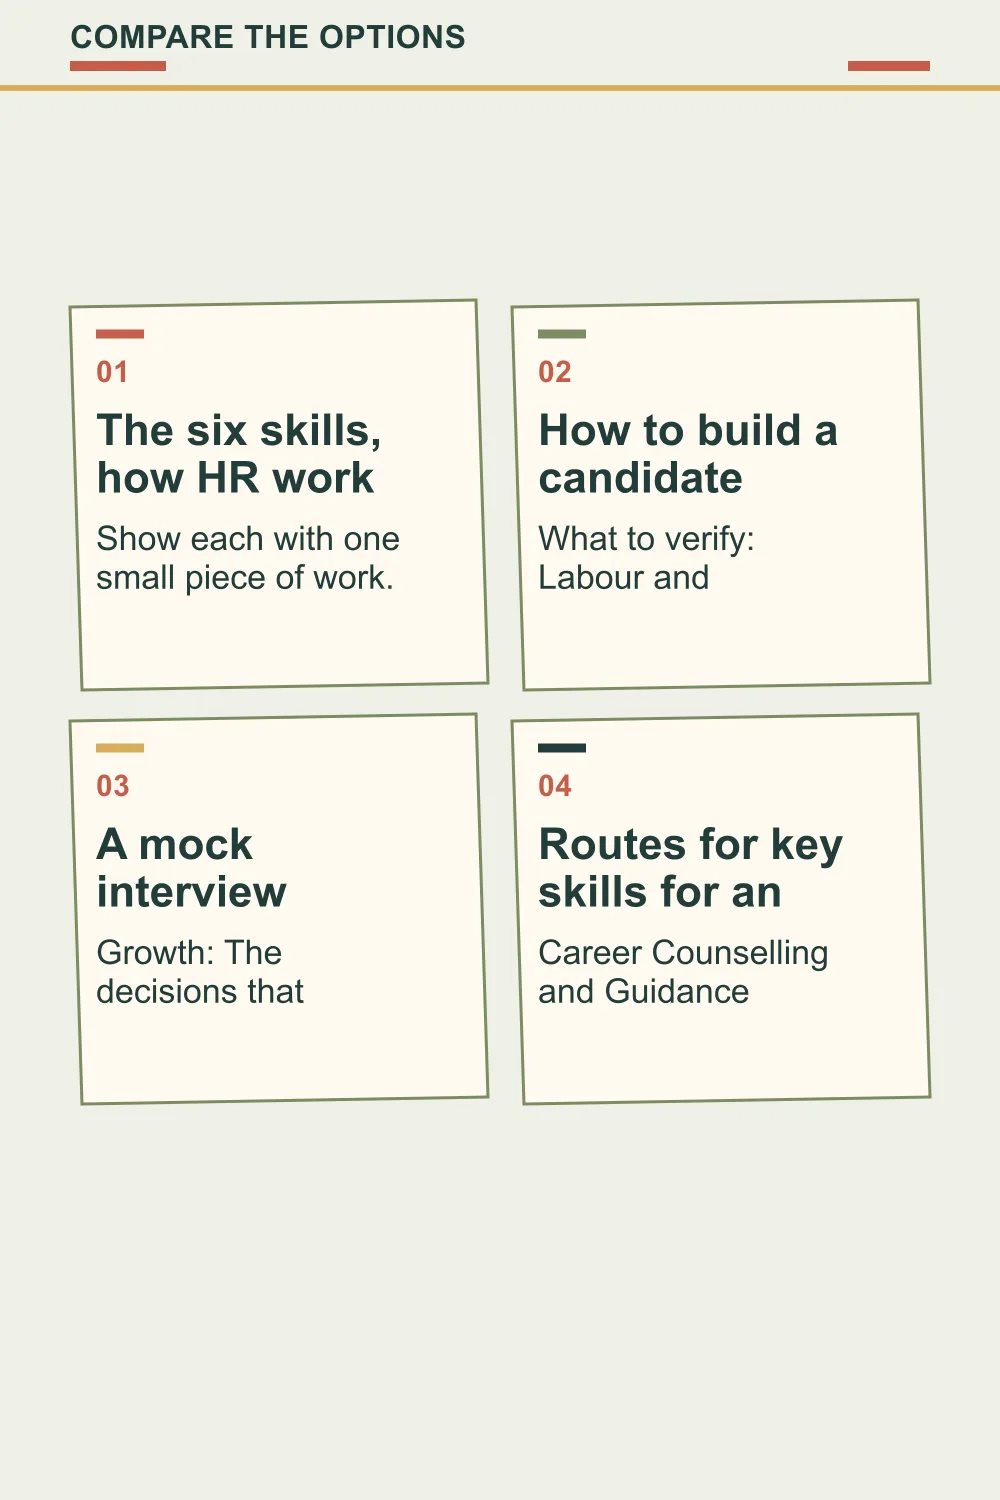 COMPARE THE OPTIONS
01
The six skills,
how HR work
Show each with one
small piece of work.
02
How to build a
candidate
What to verify:
Labour and
03
A mock
interview
Growth: The
decisions that
04
Routes for key
skills for an
Career Counselling
and Guidance